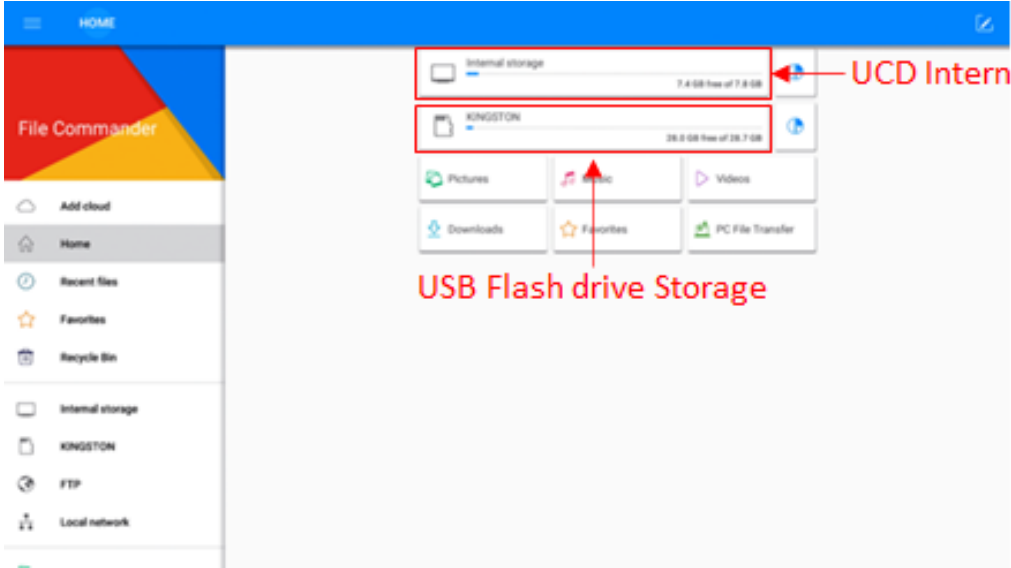 HOME
Internal storage
7.4 GB free of 7.8 GB
UCD Intern
File Commander
KINGSTON
28.0 GB free of 28.7 GB
Pictures
Music
Videos
Add cloud
Downloads
Favorites
PC File Transfer
Home
Recent files
USB Flash drive Storage
Favorites
Recycle Bin
Internal storage
KINGSTON
FTP
Local network